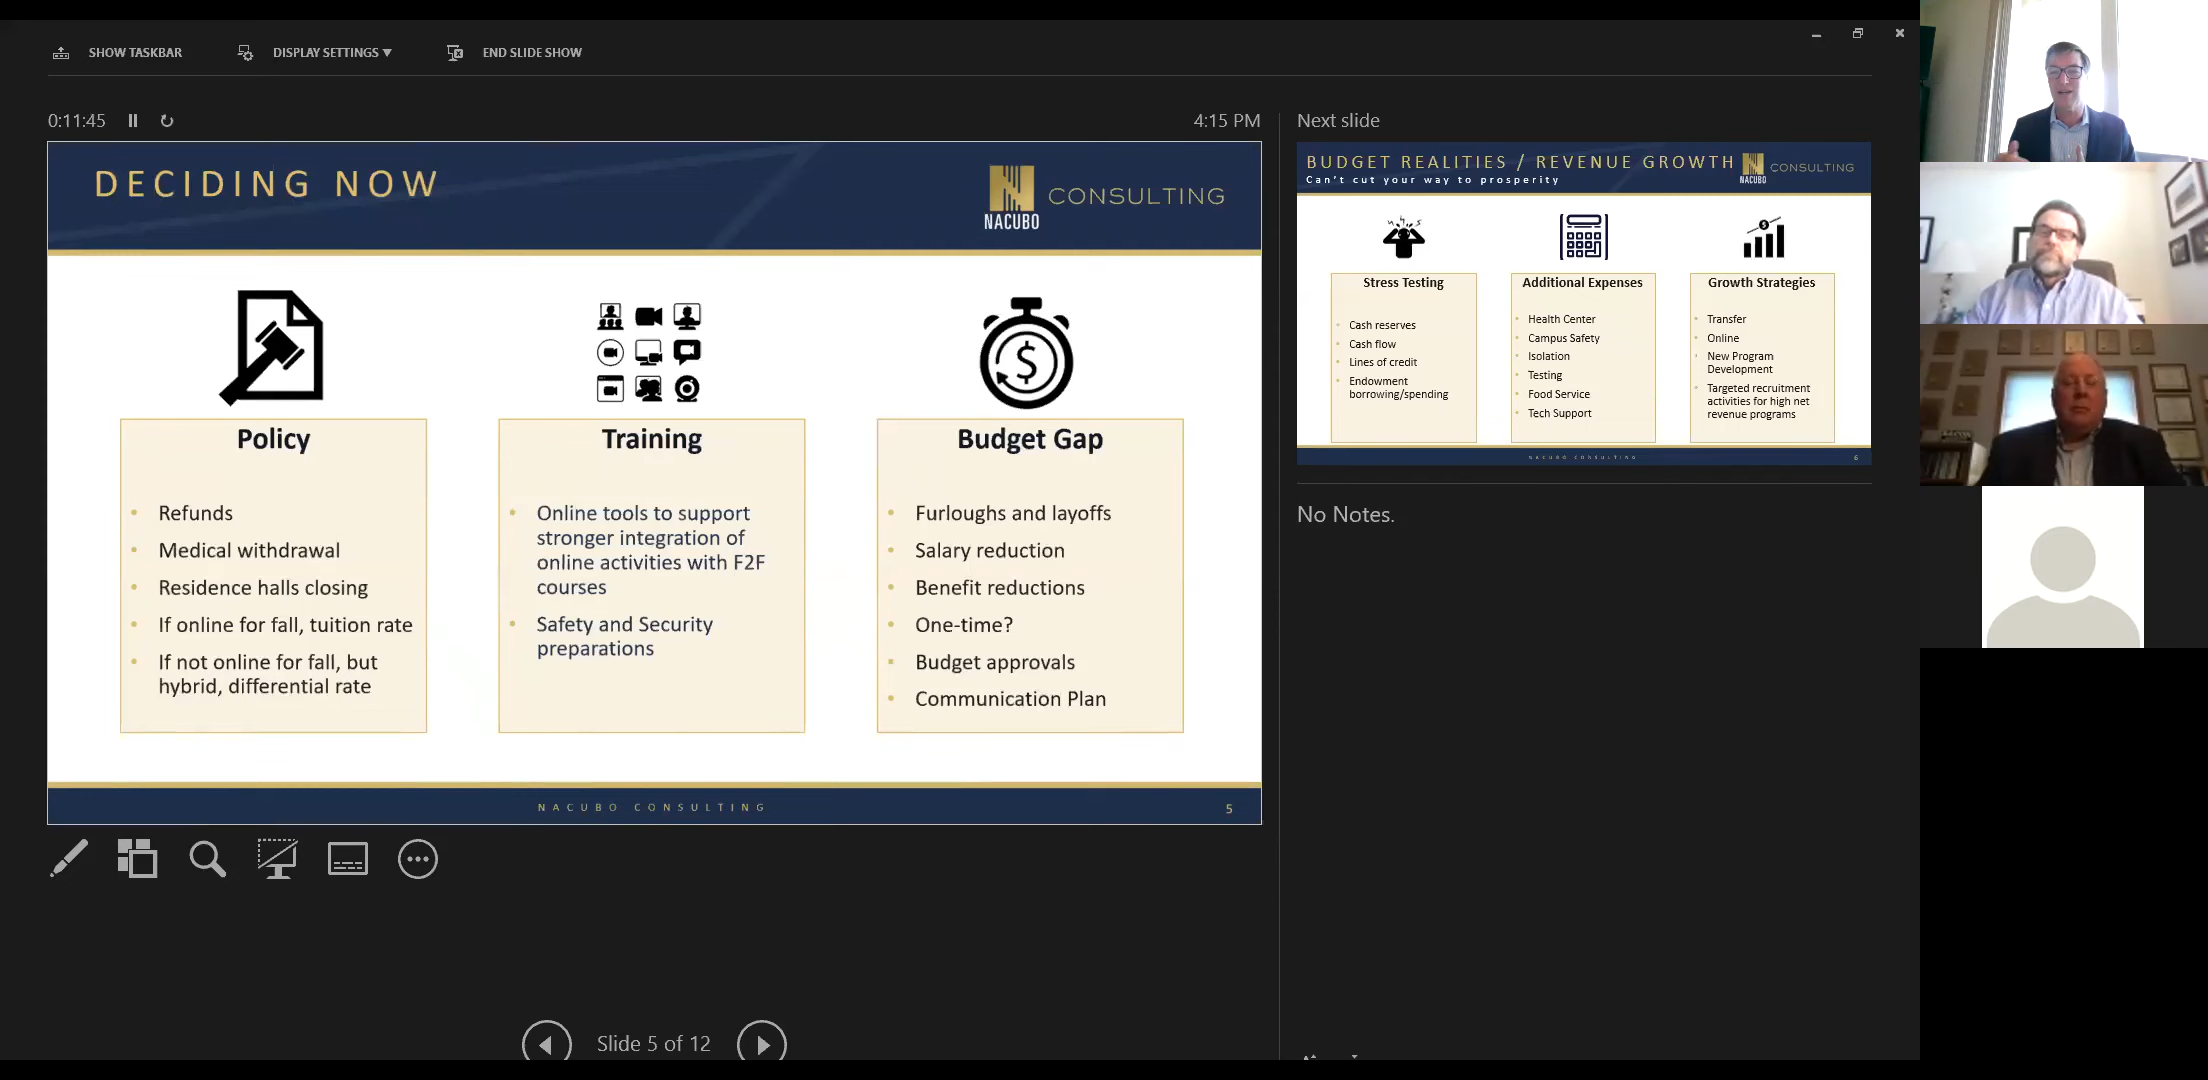 SHOW TASKBAR
DISPLAY SETTINGS
END SLIDE SHOW
0:11:45
4:15 PM
DECIDING NOW
NACUBO
CONSULTING
Policy
• Refunds
• Medical withdrawal
• Residence halls closing
• If online for fall, tuition rate
• If not online for fall, but
hybrid, differential rate
Training
• Online tools to support
stronger integration of
online activities with F2F
courses
• Safety and Security
preparations
Budget Gap
• Furloughs and layoffs
• Salary reduction
• Benefit reductions
• One-time?
• Budget approvals
• Communication Plan
NACUBO CONSULTING
5
Slide 5 of 12
Next slide
BUDGET REALITIES / REVENUE GROWTH
Can't cut your way to prosperity
NACUBO
CONSULTING
Stress Testing
• Cash reserves
• Cash flow
• Lines of credit
• Endowment
borrowing/spending
Additional Expenses
• Health Center
• Campus Safety
• Isolation
• Testing
• Food Service
• Tech Support
Growth Strategies
• Transfer
• Online
• New Program
Development
• Targeted recruitment
activities for high net
revenue programs
NACUBO CONSULTING
6
No Notes.